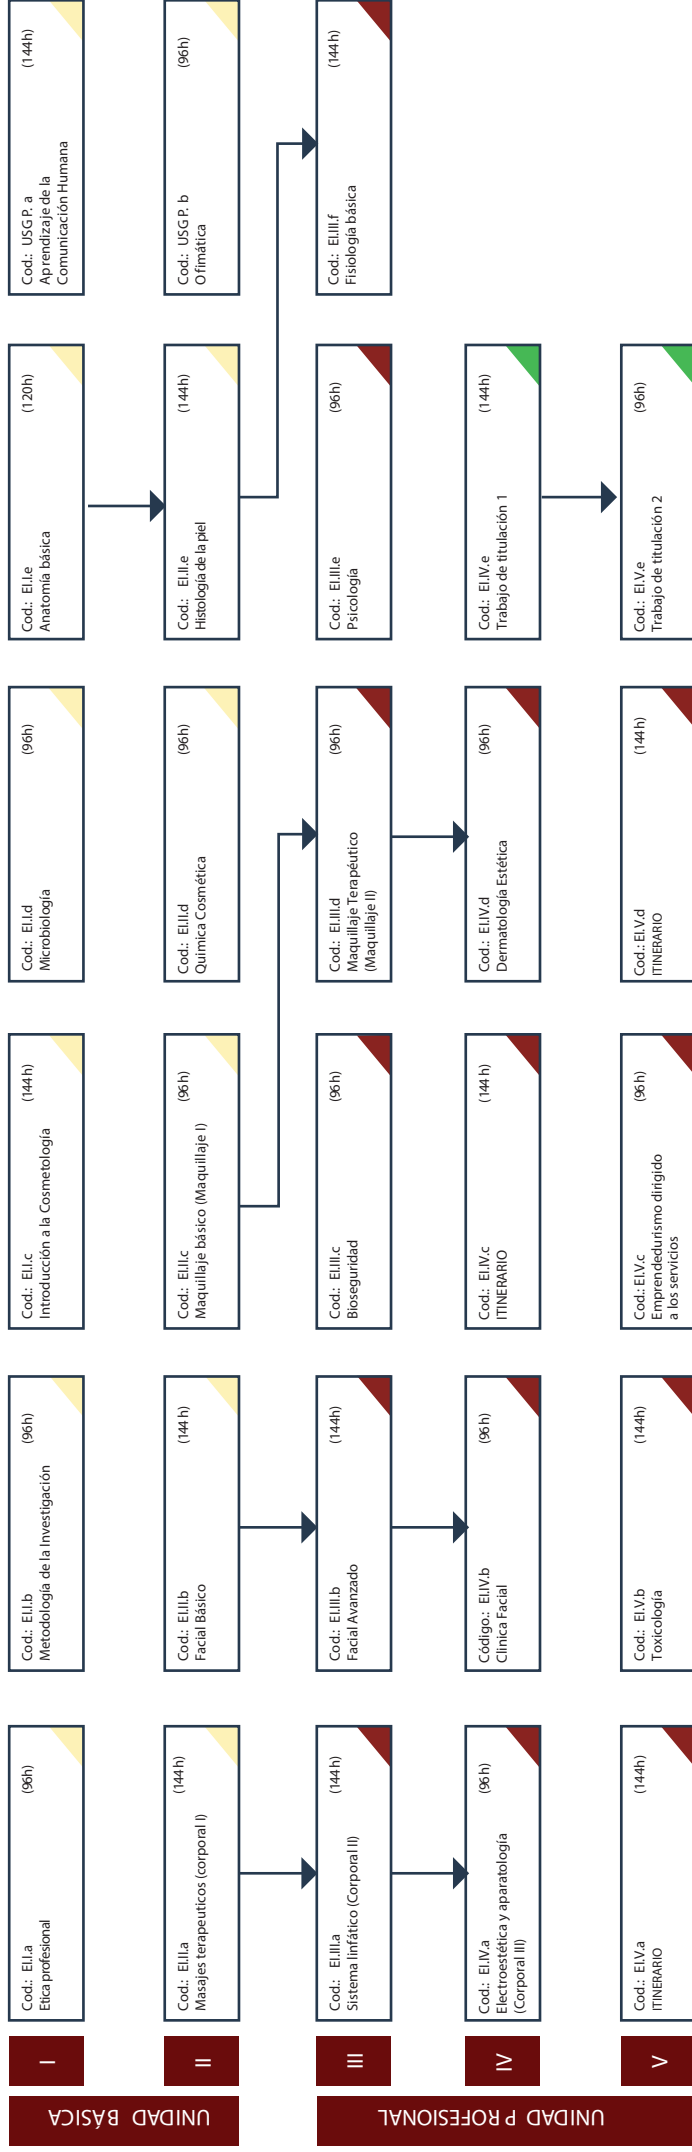 UNIDAD BÁSICA
I
Cod.: EI.I.a
Etica profesional
(96h)
Cod.: EI.I.b
Metodología de la Investigación
(96h)
Cod.: EI.I.c
Introducción a la Cosmetología
(144 h)
Cod.: EI.I.d
Microbiología
(96h)
Cod.: EI.I.e
Anatomía básica
(120h)
Cod.: USG P. a
Aprendizaje de la
Comunicación Humana
(144h)
II
Cod.: EI.II.a
Masajes terapeuticos (corporal I)
(144 h)
Cod.: EI.II.b
Facial Básico
(144 h)
Cod.: EI.II.c
Maquillaje básico (Maquillaje I)
(96 h)
Cod.: EI.II.d
Quimica Cosmética
(96h)
Cod.: EI.II.e
Histología de la piel
(144h)
Cod.: USG P. b
Ofimática
(96h)
UNIDAD P ROFESIONAL
III
Cod.: EI.III.a
Sistema linfático (Corporal II)
(144 h)
Cod.: EI.III.b
Facial Avanzado
(144h)
Cod.: EI.III.c
Bioseguridad
(96h)
Cod.: EI.III.d
Maquillaje Terapéutico
(Maquillaje II)
(96h)
Cod.: EI.III.e
Psicología
(96h)
Cod.: EI.III.f
Fisiología básica
(144h)
IV
Cod.: EI.IV.a
Electroestética y aparatología
(Corporal III)
(96h)
Código.: EI.IV.b
Clinica Facial
(96h)
Cod.: EI.IV.c
ITINERARIO
(144 h)
Cod.: EI.IV.d
Dermatología Estética
(96h)
Cod.: EI.IV.e
Trabajo de titulación 1
(144h)
V
Cod.: EI.V.a
ITINERARIO
(144h)
Cod.: EI.V.b
Toxicología
(144h)
Cod.: EI.V.c
Emprendedurismo dirigido
a los servicios
(96h)
Cod.: EI.V.d
ITINERARIO
(144 h)
Cod.: EI.V.e
Trabajo de titulación 2
(96h)